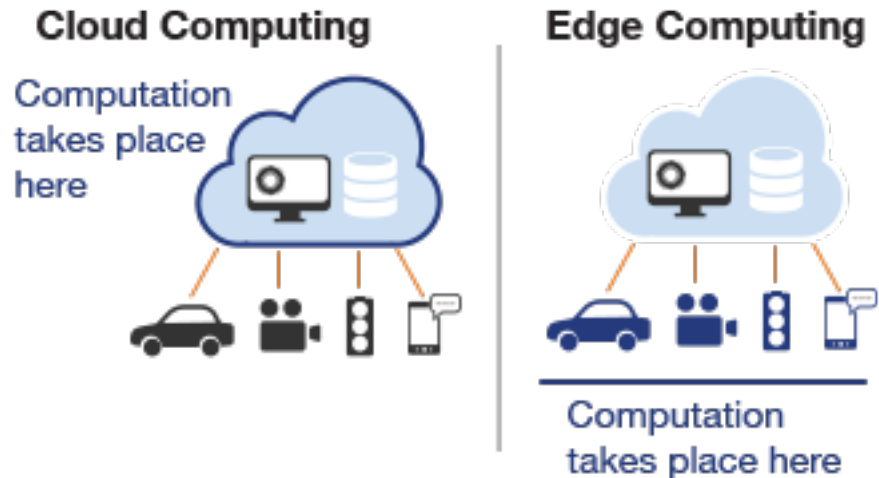 Cloud Computing
Computation
takes place
here
Edge Computing
Computation
takes place here